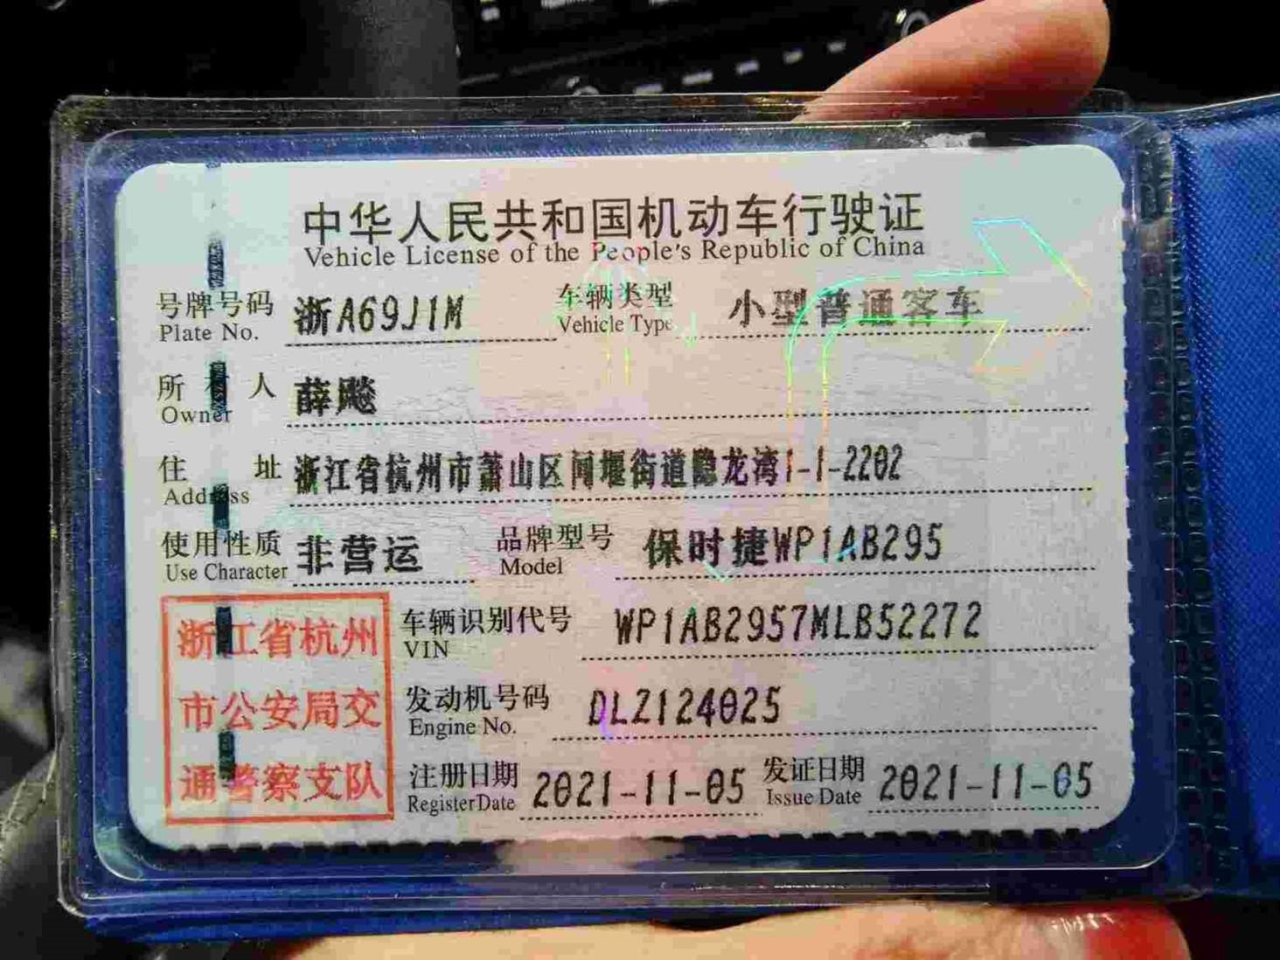 中华人民共和国机动车行驶证
Vehicle License of the People's Republic of China
号牌号码 浙A69J1M 车辆类型 小型普通客车
Plate No. Vehicle Type
所有人 薛飚
Owner
住址 浙江省杭州市萧山区闻堰街道隐龙湾1-1-2202
Address
使用性质 非营运 品牌型号 保时捷WP1AB295
Use Character Model
浙江省杭州
市公安局交
通警察支队
车辆识别代号 WP1AB2957MLB52272
VIN
发动机号码 DLZ124025
Engine No.
注册日期 2021-11-05 发证日期 2021-11-05
Register Date Issue Date